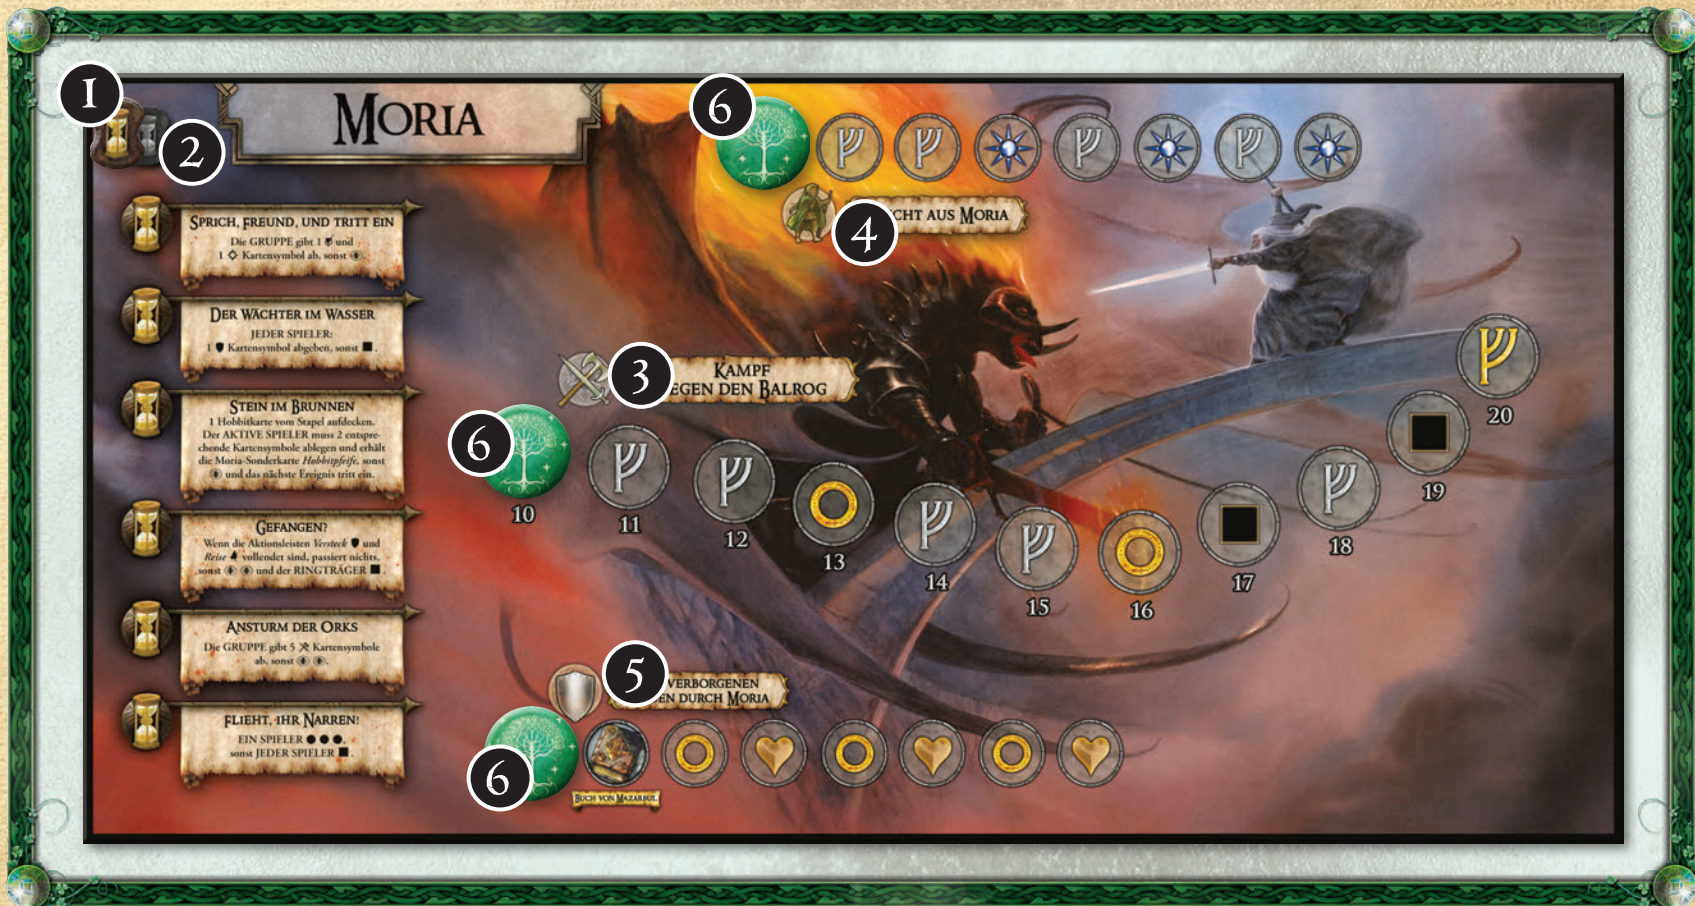 1
2
MORIA
6
4
CHT AUS MORIA
SPRICH, FREUND, UND TRITT EIN
Die GRUPPE gibt 1 und
1 Kartensymbol ab, sonst .
DER WÄCHTER IM WASSER
JEDER SPIELER:
1 Kartensymbol abgeben, sonst .
STEIN IM BRUNNEN
1 Hobbitkarte vom Stapel aufdecken.
Der AKTIVE SPIELER muss 2 entspre-
chende Kartensymbole ablegen und erhält
die Moria-Sonderkarte Hobbitpfeife, sonst
und das nächste Ereignis tritt ein.
GEFANGEN?
Wenn die Aktionsleisten Versteck und
Reise vollendet sind, passiert nichts,
sonst und der RINGTRÄGER .
ANSTURM DER ORKS
Die GRUPPE gibt 5 Kartensymbole
ab, sonst .
FLIEHT, IHR NARREN!
EIN SPIELER ,
sonst JEDER SPIELER .
3
KAMPF
EGEN DEN BALROG
6
10
11
12
13
14
15
16
17
18
19
20
5
VERBORGENEN
EN DURCH MORIA
6
BUCH VON MAZARBUL